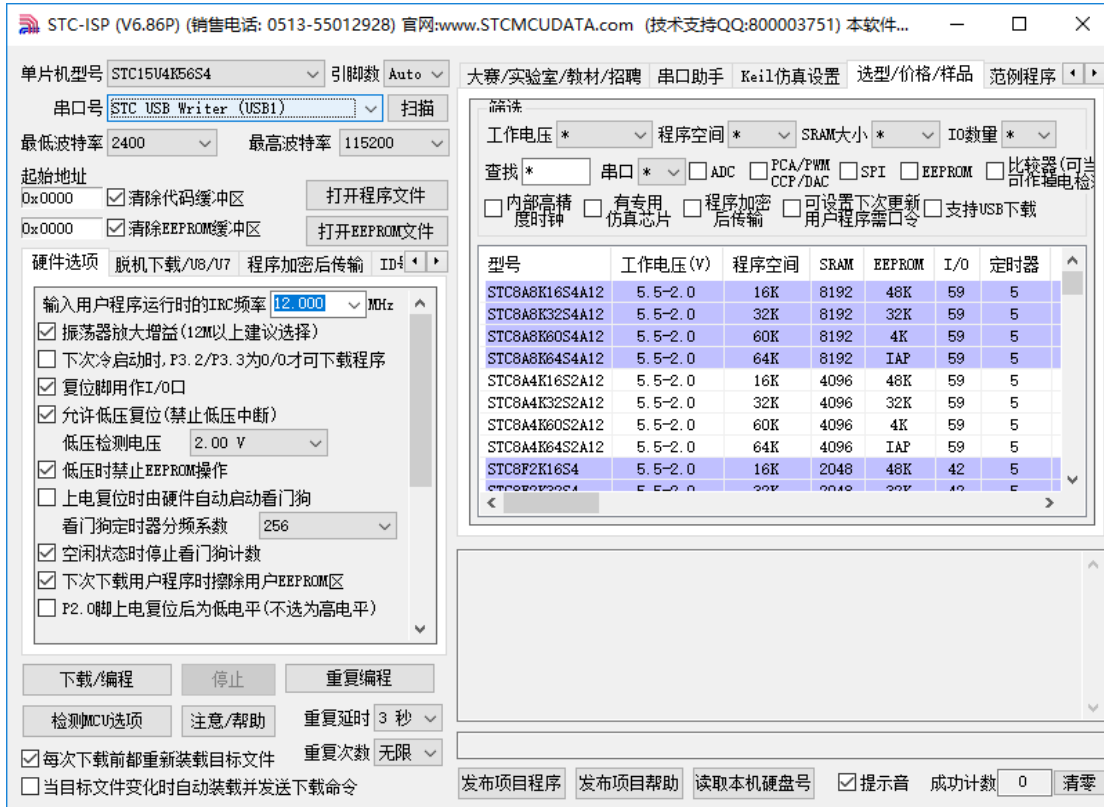 STC-ISP (V6.86P) (销售电话: 0513-55012928) 官网:www.STCMCUDATA.com (技术支持QQ:800003751) 本软件...
单片机型号 STC15U4K56S4 引脚数 Auto
串口号 STC USB Writer (USB1) 扫描
最低波特率 2400 最高波特率 115200
起始地址
0x0000 清除代码缓冲区 打开程序文件
0x0000 清除EEPROM缓冲区 打开EEPROM文件
硬件选项 脱机下载/U8/U7 程序加密后传输
输入用户程序运行时的IRC频率 12.000 MHz
振荡器放大增益(12M以上建议选择)
下次冷启动时,P3.2/P3.3为0/0才可下载程序
复位脚用作I/O口
允许低压复位(禁止低压中断)
低压检测电压 2.00 V
低压时禁止EEPROM操作
上电复位时由硬件自动启动看门狗
看门狗定时器分频系数 256
空闲状态时停止看门狗计数
下次下载用户程序时擦除用户EEPROM区
P2.0脚上电复位后为低电平(不选为高电平)
下载/编程 停止 重复编程
检测MCU选项 注意/帮助 重复延时 3 秒
每次下载前都重新装载目标文件 重复次数 无限
当目标文件变化时自动装载并发送下载命令
大赛/实验室/教材/招聘 串口助手 Keil仿真设置 选型/价格/样品 范例程序
筛选
工作电压 * 程序空间 * SRAM大小 * IO数量 *
查找 * 串口 * ADC PCA/PWM CCP/DAC SPI EEPROM 比较器(可当 可作掉电检
内部高精度时钟 有专用仿真芯片 程序加密后传输 可设置下次更新用户程序需口令 支持USB下载
型号 工作电压(V) 程序空间 SRAM EEPROM I/O 定时器
STC8A8K16S4A12 5.5-2.0 16K 8192 48K 59 5
STC8A8K32S4A12 5.5-2.0 32K 8192 32K 59 5
STC8A8K60S4A12 5.5-2.0 60K 8192 4K 59 5
STC8A8K64S4A12 5.5-2.0 64K 8192 IAP 59 5
STC8A4K16S2A12 5.5-2.0 16K 4096 48K 59 5
STC8A4K32S2A12 5.5-2.0 32K 4096 32K 59 5
STC8A4K60S2A12 5.5-2.0 60K 4096 4K 59 5
STC8A4K64S2A12 5.5-2.0 64K 4096 IAP 59 5
STC8F2K16S4 5.5-2.0 16K 2048 48K 42 5
STC8F2K32S4 5.5-2.0 32K 2048 32K 42 5
发布项目程序 发布项目帮助 读取本机硬盘号 提示音 成功计数 0 清零